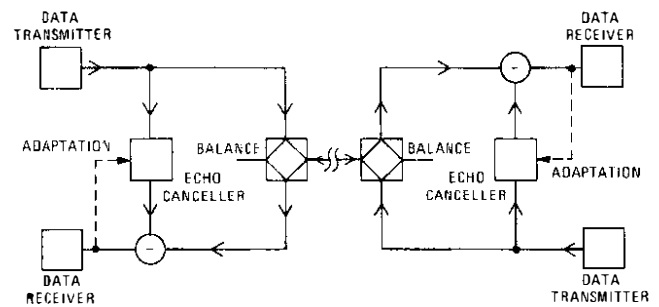 DATA
TRANSMITTER
DATA
RECEIVER
ADAPTATION
BALANCE
BALANCE
ECHO
CANCELLER
ECHO
CANCELLER
ADAPTATION
DATA
RECEIVER
DATA
TRANSMITTER